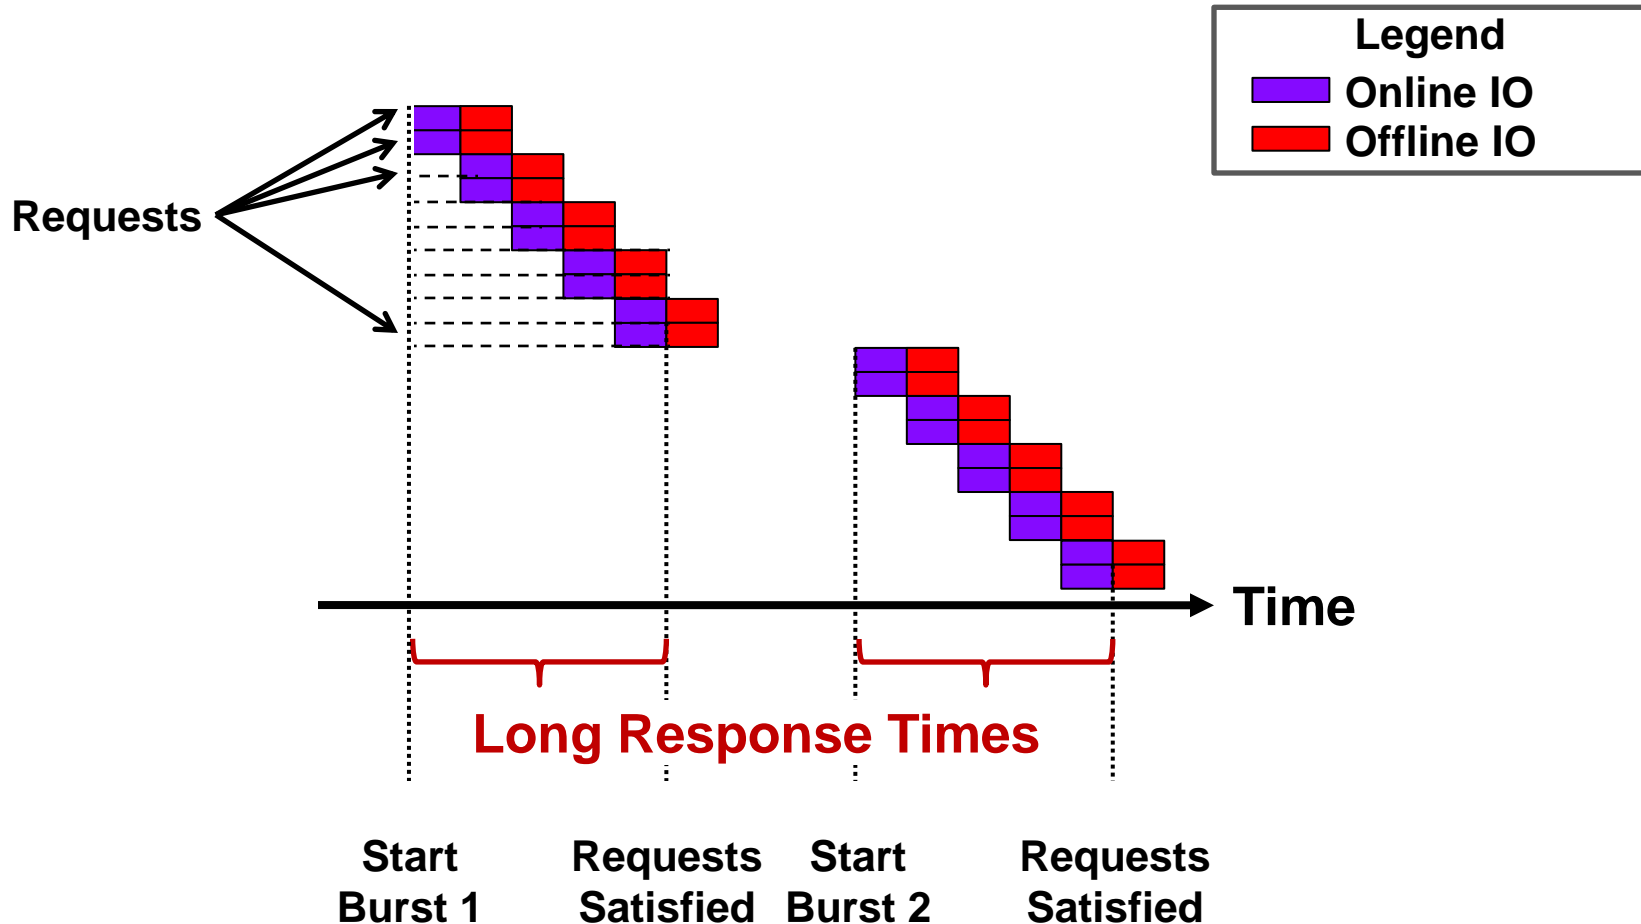 Legend
Online IO
Offline IO
Requests
Time
Long Response Times
Start
Burst 1
Requests
Satisfied
Start
Burst 2
Requests
Satisfied